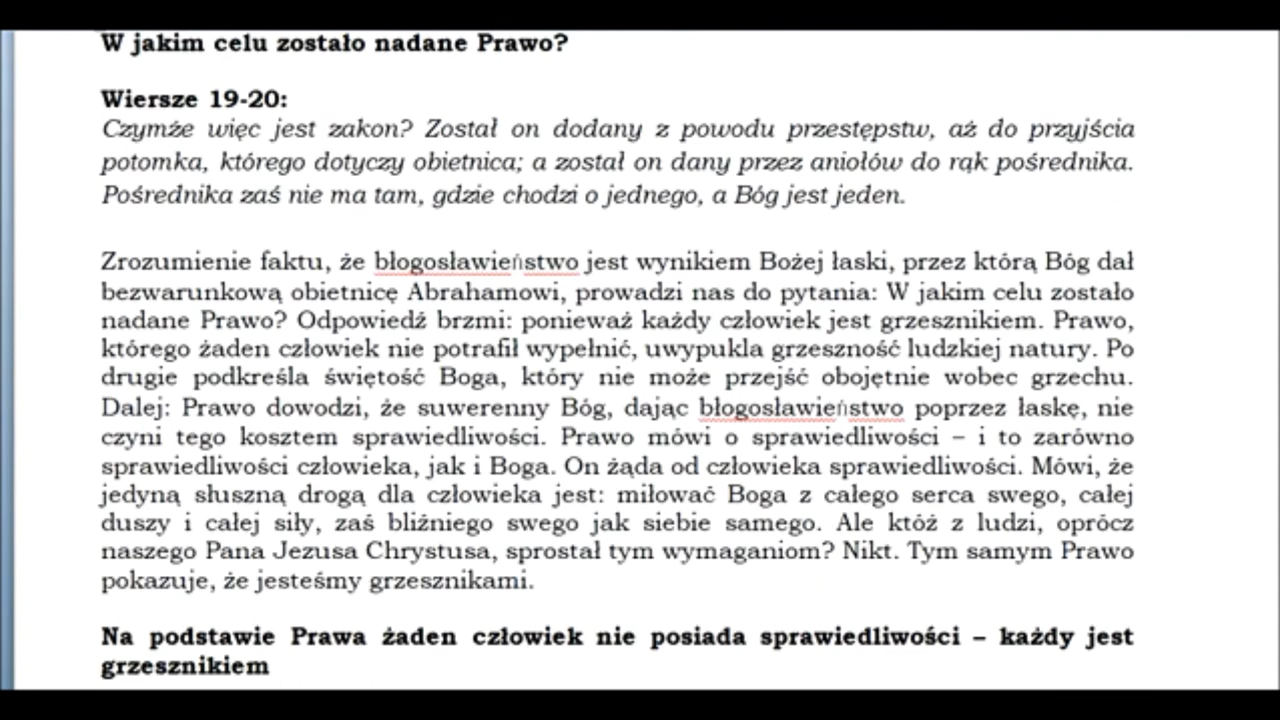 W jakim celu zostało nadane Prawo?
Wiersze 19-20:
Czymże więc jest zakon? Został on dodany z powodu przestępstw, aż do przyjścia
potomka, którego dotyczy obietnica; a został on dany przez aniołów do rąk pośrednika.
Pośrednika zaś nie ma tam, gdzie chodzi o jednego, a Bóg jest jeden.
Zrozumienie faktu, że błogosławieństwo jest wynikiem Bożej łaski, przez którą Bóg dał
bezwarunkową obietnicę Abrahamowi, prowadzi nas do pytania: W jakim celu zostało
nadane Prawo? Odpowiedź brzmi: ponieważ każdy człowiek jest grzesznikiem. Prawo,
którego żaden człowiek nie potrafił wypełnić, uwypukla grzeszność ludzkiej natury. Po
drugie podkreśla świętość Boga, który nie może przejść obojętnie wobec grzechu.
Dalej: Prawo dowodzi, że suwerenny Bóg, dając błogosławieństwo poprzez łaskę, nie
czyni tego kosztem sprawiedliwości. Prawo mówi o sprawiedliwości – i to zarówno
sprawiedliwości człowieka, jak i Boga. On żąda od człowieka sprawiedliwości. Mówi, że
jedyną słuszną drogą dla człowieka jest: miłować Boga z całego serca swego, całej
duszy i całej siły, zaś bliźniego swego jak siebie samego. Ale któż z ludzi, oprócz
naszego Pana Jezusa Chrystusa, sprostał tym wymaganiom? Nikt. Tym samym Prawo
pokazuje, że jesteśmy grzesznikami.
Na podstawie Prawa żaden człowiek nie posiada sprawiedliwości – każdy jest
grzesznikiem